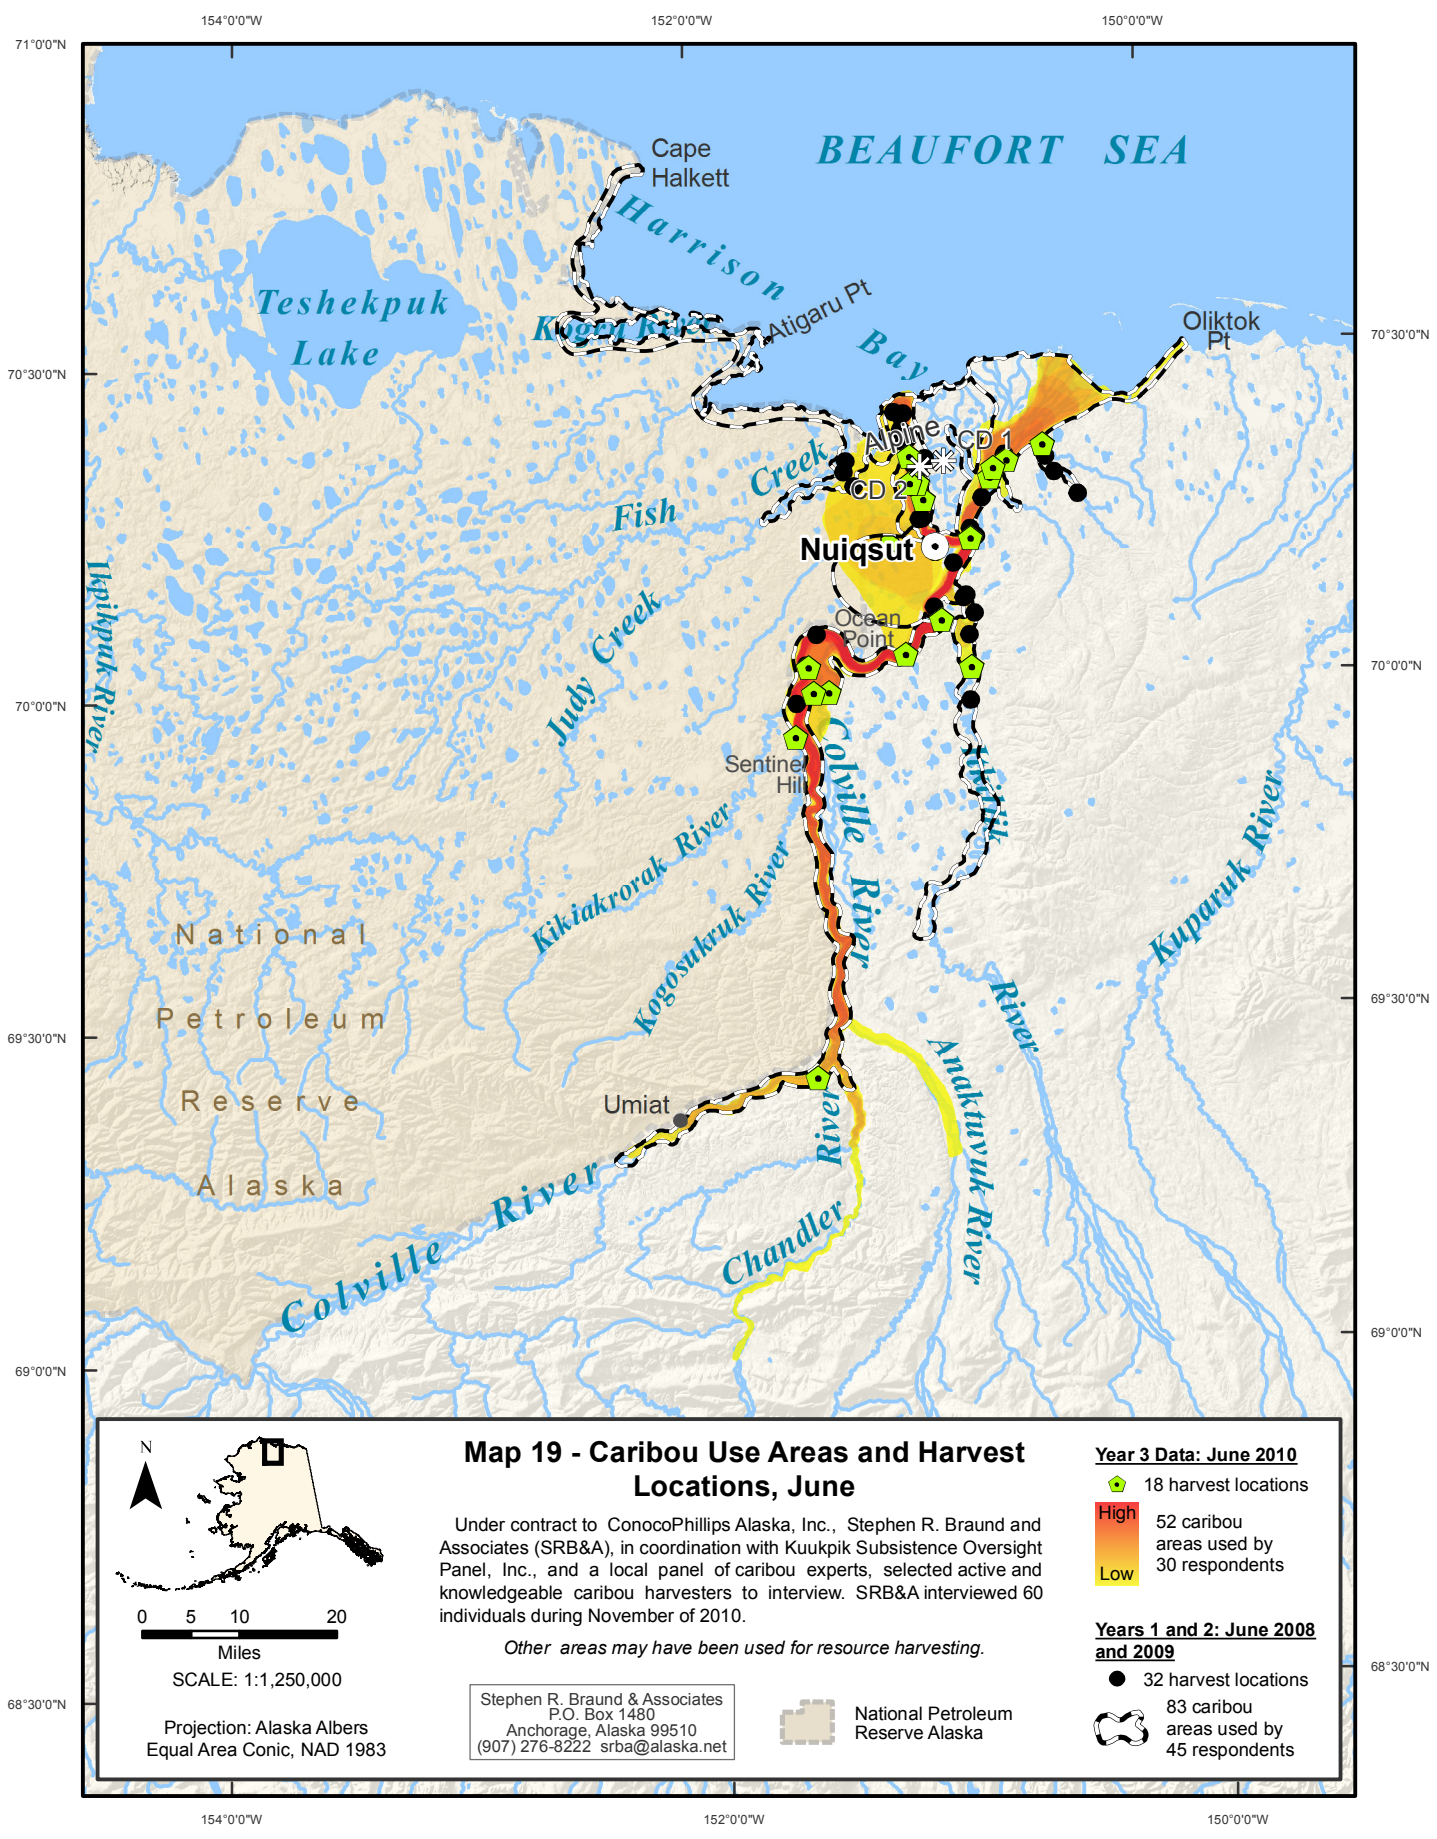 154°0'0"W
152°0'0"W
150°0'0"W
71°0'0"N
70°30'0"N
70°0'0"N
69°30'0"N
69°0'0"N
68°30'0"N
70°30'0"N
70°0'0"N
69°30'0"N
69°0'0"N
68°30'0"N
BEAUFORT SEA
Cape
Halkett
Harrison
Bay
Teshekpuk
Lake
Kogru River
Atigaru Pt
Oliktok
Pt
Alpine
CD 1
CD 2
Fish
Creek
Nuiqsut
Ocean
Point
Judy Creek
Ikpikpuk River
Sentinel
Hill
Colville
River
Itkillik
River
Kikiakrorak River
Kogosukruk River
Kuparuk River
National
Petroleum
Reserve
Alaska
Umiat
Anaktuvuk River
Chandler
River
Colville River
N
0 5 10 20
Miles
SCALE: 1:1,250,000
Projection: Alaska Albers
Equal Area Conic, NAD 1983
Map 19 - Caribou Use Areas and Harvest
Locations, June
Under contract to ConocoPhillips Alaska, Inc., Stephen R. Braund and
Associates (SRB&A), in coordination with Kuukpik Subsistence Oversight
Panel, Inc., and a local panel of caribou experts, selected active and
knowledgeable caribou harvesters to interview. SRB&A interviewed 60
individuals during November of 2010.
Other areas may have been used for resource harvesting.
Stephen R. Braund & Associates
P.O. Box 1480
Anchorage, Alaska 99510
(907) 276-8222 srba@alaska.net
National Petroleum
Reserve Alaska
Year 3 Data: June 2010
18 harvest locations
High
Low
52 caribou
areas used by
30 respondents
Years 1 and 2: June 2008
and 2009
32 harvest locations
83 caribou
areas used by
45 respondents
154°0'0"W
152°0'0"W
150°0'0"W